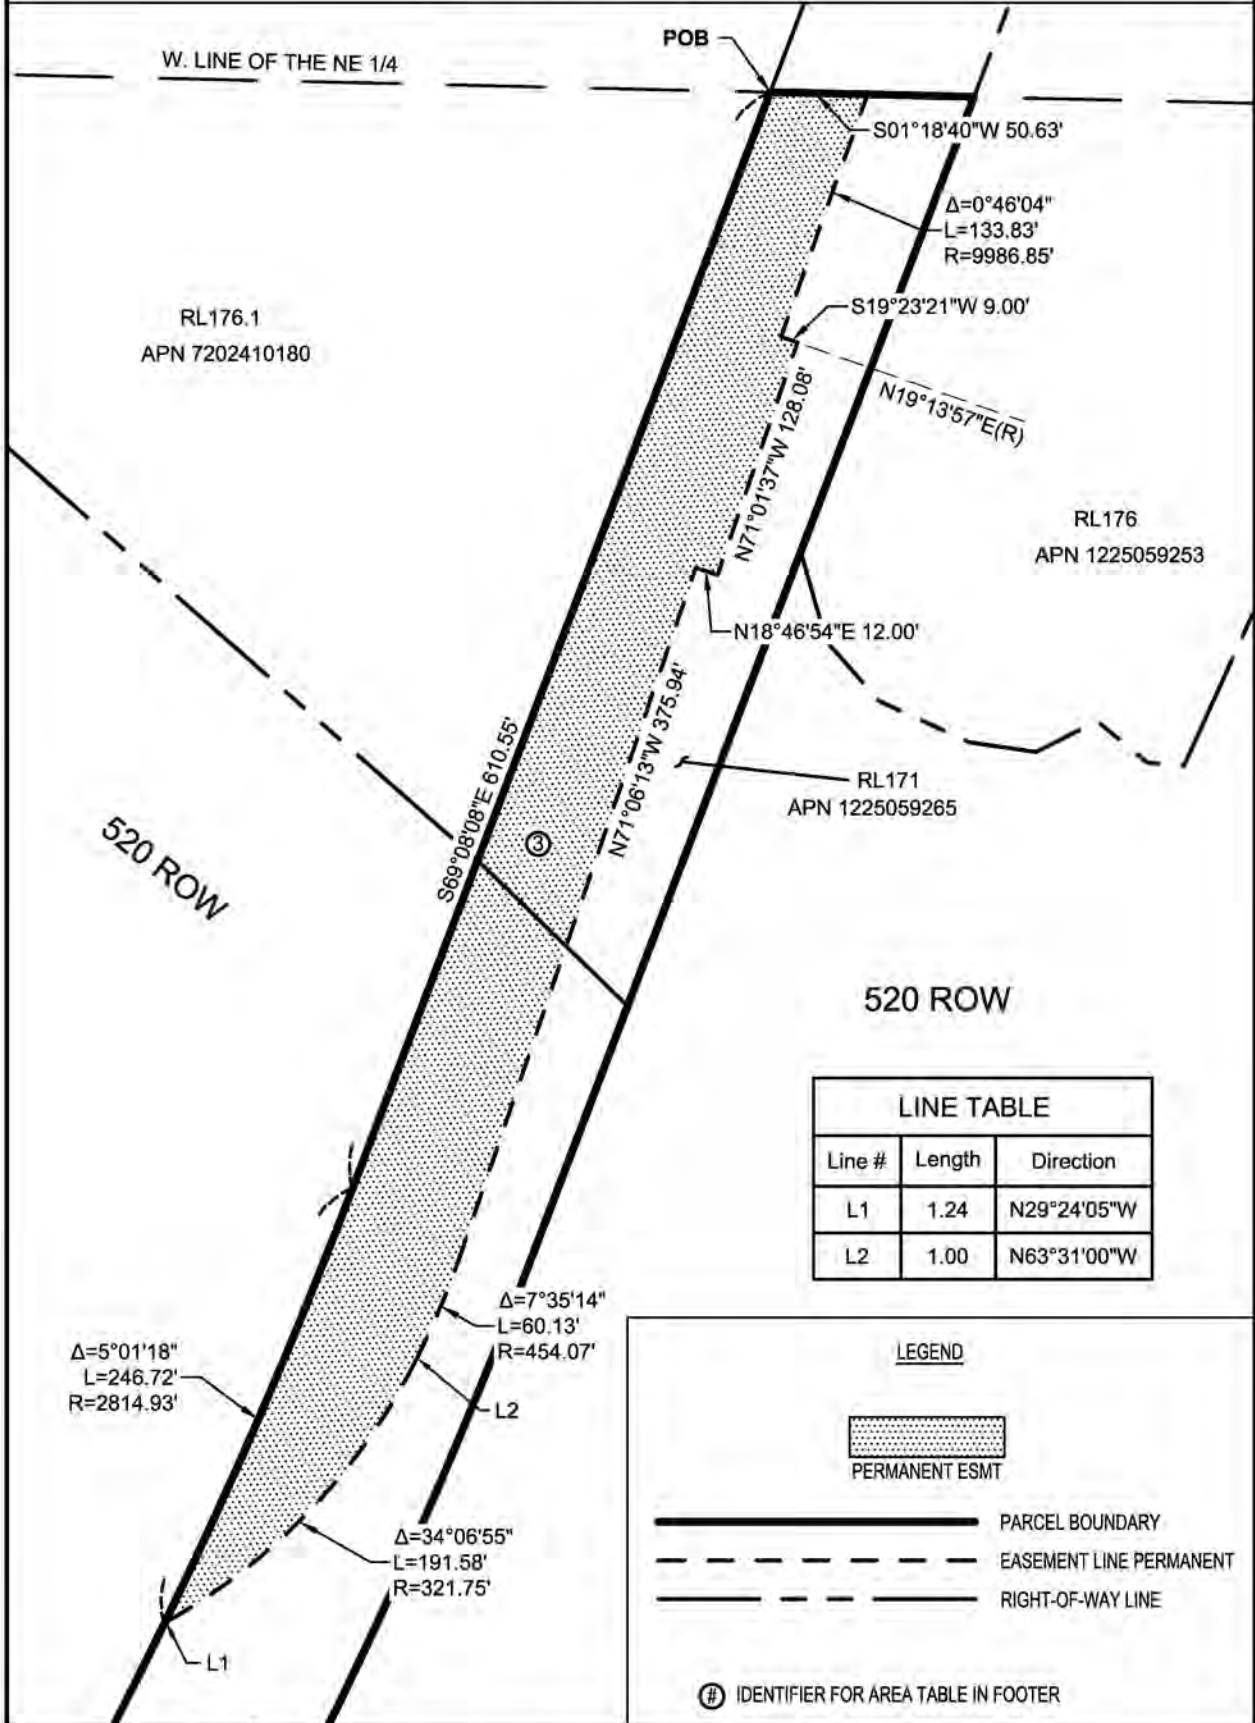 POB
W. LINE OF THE NE 1/4
S01°18'40"W 50.63'
Δ=0°46'04"
L=133.83'
R=9986.85'
S19°23'21"W 9.00'
RL176.1
APN 7202410180
N19°13'57"E(R)
N71°01'37"W 128.08'
RL176
APN 1225059253
N18°46'54"E 12.00'
N71°06'13"W 375.94'
S69°08'08"E 610.55'
RL171
APN 1225059265
3
520 ROW
520 ROW
LINE TABLE
Line # Length Direction
L1 1.24 N29°24'05"W
L2 1.00 N63°31'00"W
Δ=7°35'14"
L=60.13'
R=454.07'
Δ=5°01'18"
L=246.72'
R=2814.93'
L2
Δ=34°06'55"
L=191.58'
R=321.75'
L1
LEGEND
PERMANENT ESMT
PARCEL BOUNDARY
EASEMENT LINE PERMANENT
RIGHT-OF-WAY LINE
# IDENTIFIER FOR AREA TABLE IN FOOTER